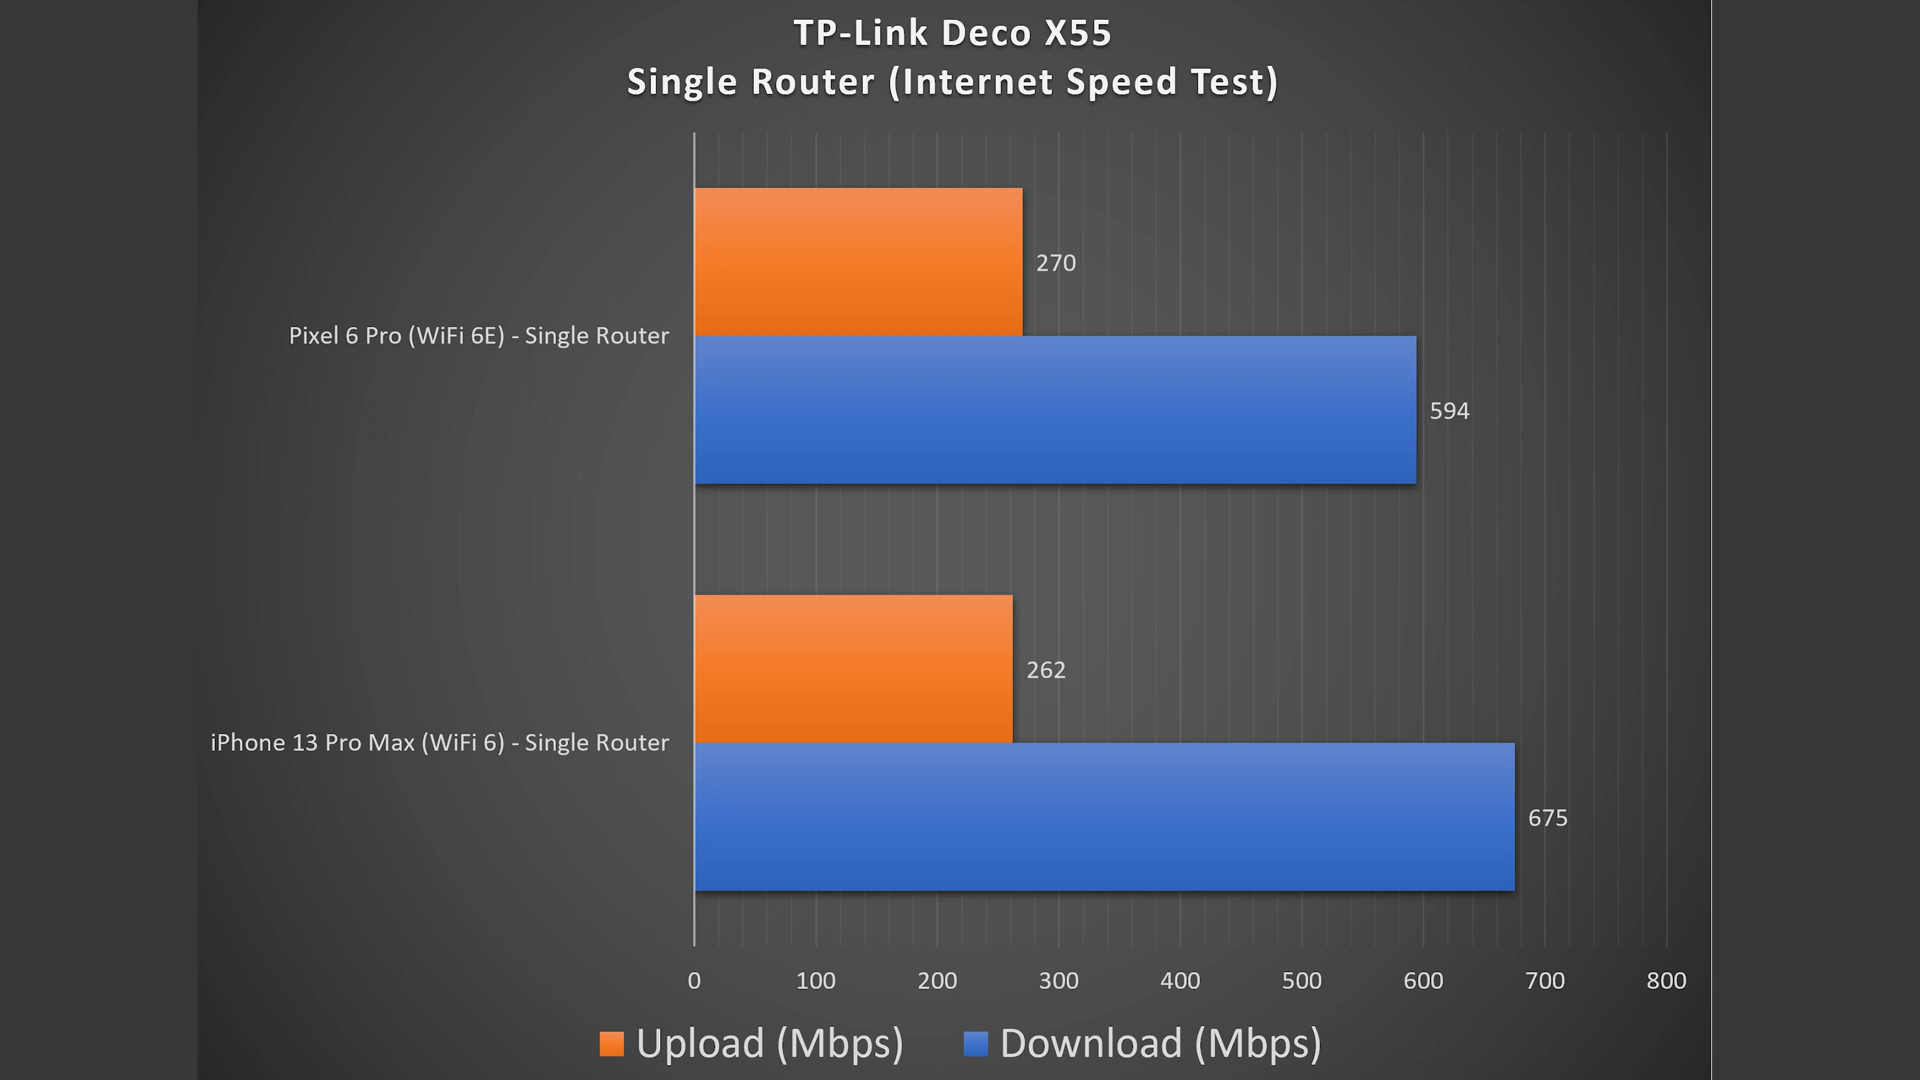 TP-Link Deco X55
Single Router (Internet Speed Test)
270
Pixel 6 Pro (WiFi 6E) - Single Router
594
262
iPhone 13 Pro Max (WiFi 6) - Single Router
675
0 100 200 300 400 500 600 700 800
Upload (Mbps) Download (Mbps)